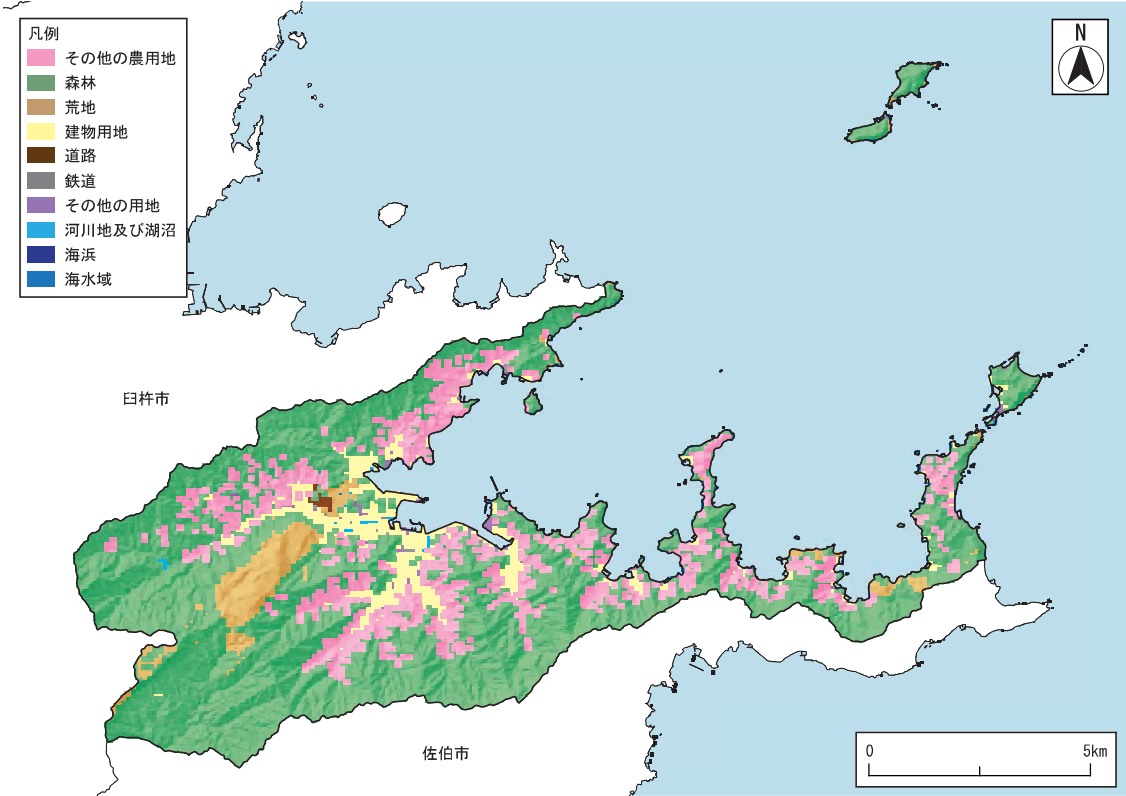 凡例
その他の農用地
森林
荒地
建物用地
道路
鉄道
その他の用地
河川地及び湖沼
海浜
海水域
N
臼杵市
佐伯市
0 5km